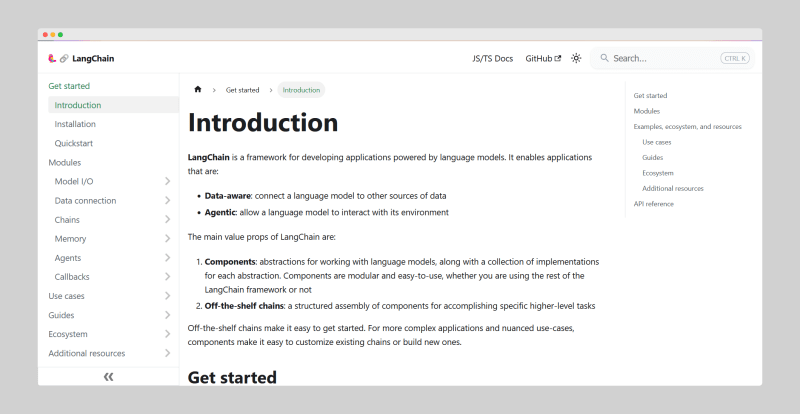 LangChain
JS/TS Docs
GitHub
Search...
CTRL K
Get started
Introduction
Installation
Quickstart
Modules
Model I/O
Data connection
Chains
Memory
Agents
Callbacks
Use cases
Guides
Ecosystem
Additional resources
Get started
Introduction
Introduction
LangChain is a framework for developing applications powered by language models. It enables applications
that are:
• Data-aware: connect a language model to other sources of data
• Agentic: allow a language model to interact with its environment
The main value props of LangChain are:
1. Components: abstractions for working with language models, along with a collection of implementations
for each abstraction. Components are modular and easy-to-use, whether you are using the rest of the
LangChain framework or not
2. Off-the-shelf chains: a structured assembly of components for accomplishing specific higher-level tasks
Off-the-shelf chains make it easy to get started. For more complex applications and nuanced use-cases,
components make it easy to customize existing chains or build new ones.
Get started
Get started
Modules
Examples, ecosystem, and resources
Use cases
Guides
Ecosystem
Additional resources
API reference